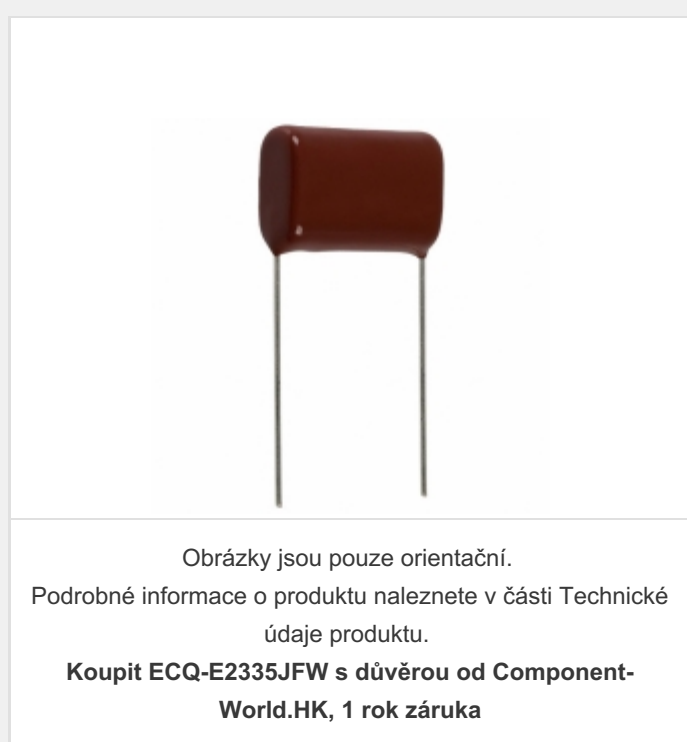 Obrázky jsou pouze orientační.
Podrobné informace o produktu naleznete v části Technické
údaje produktu.
Koupit ECQ-E2335JFW s důvěrou od Component-
World.HK, 1 rok záruka